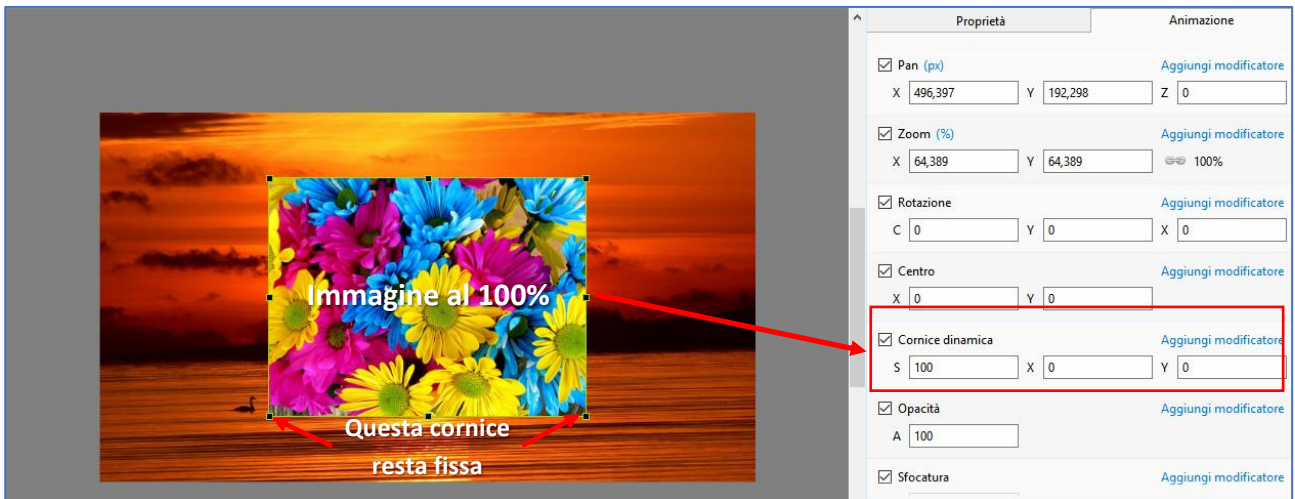 Proprietà Animazione
Pan (px) Aggiungi modificatore
X 496,397 Y 192,298 Z 0
Zoom (%) Aggiungi modificatore
X 64,389 Y 64,389 100%
Rotazione Aggiungi modificatore
C 0 Y 0 X 0
Centro Aggiungi modificatore
X 0 Y 0
Cornice dinamica Aggiungi modificatore
S 100 X 0 Y 0
Opacità Aggiungi modificatore
A 100
Sfocatura Aggiungi modificatore
Immagine al 100%
Questa cornice
resta fissa